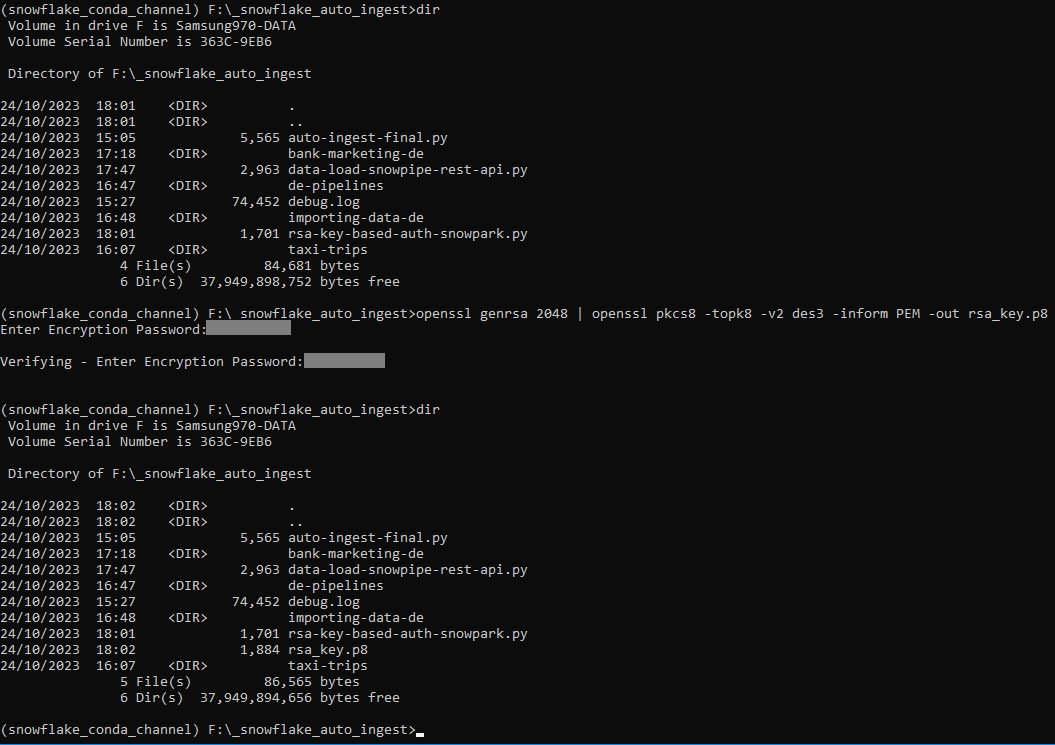 (snowflake_conda_channel) F:\_snowflake_auto_ingest>dir
 Volume in drive F is Samsung970-DATA
 Volume Serial Number is 363C-9EB6

 Directory of F:\_snowflake_auto_ingest

24/10/2023  18:01    <DIR>          .
24/10/2023  18:01    <DIR>          ..
24/10/2023  15:05             5,565 auto-ingest-final.py
24/10/2023  17:18    <DIR>          bank-marketing-de
24/10/2023  17:47             2,963 data-load-snowpipe-rest-api.py
24/10/2023  16:47    <DIR>          de-pipelines
24/10/2023  15:27            74,452 debug.log
24/10/2023  16:48    <DIR>          importing-data-de
24/10/2023  18:01             1,701 rsa-key-based-auth-snowpark.py
24/10/2023  16:07    <DIR>          taxi-trips
               4 File(s)         84,681 bytes
               6 Dir(s)  37,949,898,752 bytes free

(snowflake_conda_channel) F:\_snowflake_auto_ingest>openssl genrsa 2048 | openssl pkcs8 -topk8 -v2 des3 -inform PEM -out rsa_key.p8
Enter Encryption Password:

Verifying - Enter Encryption Password:

(snowflake_conda_channel) F:\_snowflake_auto_ingest>dir
 Volume in drive F is Samsung970-DATA
 Volume Serial Number is 363C-9EB6

 Directory of F:\_snowflake_auto_ingest

24/10/2023  18:02    <DIR>          .
24/10/2023  18:02    <DIR>          ..
24/10/2023  15:05             5,565 auto-ingest-final.py
24/10/2023  17:18    <DIR>          bank-marketing-de
24/10/2023  17:47             2,963 data-load-snowpipe-rest-api.py
24/10/2023  16:47    <DIR>          de-pipelines
24/10/2023  15:27            74,452 debug.log
24/10/2023  16:48    <DIR>          importing-data-de
24/10/2023  18:01             1,701 rsa-key-based-auth-snowpark.py
24/10/2023  18:02             1,884 rsa_key.p8
24/10/2023  16:07    <DIR>          taxi-trips
               5 File(s)         86,565 bytes
               6 Dir(s)  37,949,894,656 bytes free

(snowflake_conda_channel) F:\_snowflake_auto_ingest>